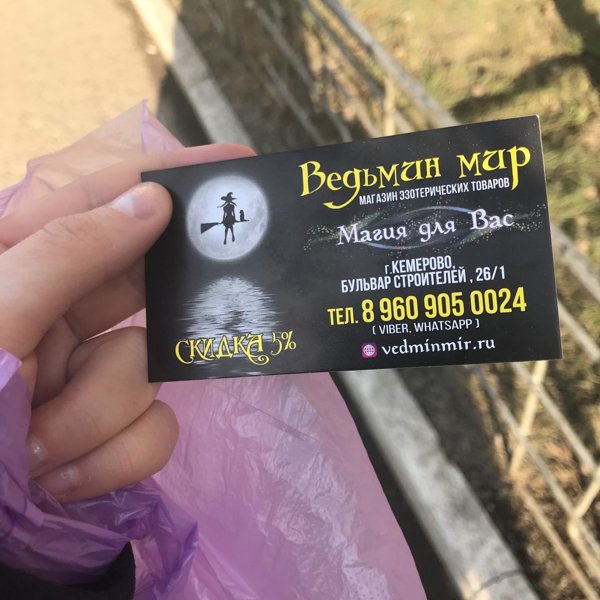 Ведьмин мир
МАГАЗИН ЭЗОТЕРИЧЕСКИХ ТОВАРОВ
Магия для Вас
г.КЕМЕРОВО,
БУЛЬВАР СТРОИТЕЛЕЙ , 26/1
ТЕЛ. 8 960 905 0024
( VIBER, WHATSAPP )
vedminmir.ru
СКИДКА 5%